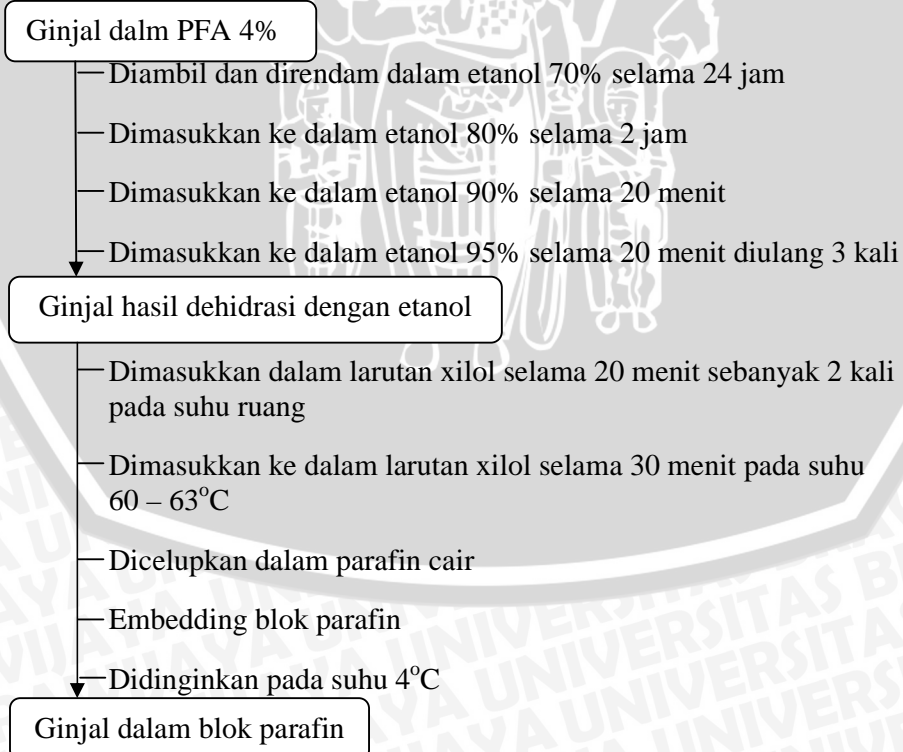 Ginjal dalm PFA 4%
Diambil dan direndam dalam etanol 70% selama 24 jam
Dimasukkan ke dalam etanol 80% selama 2 jam
Dimasukkan ke dalam etanol 90% selama 20 menit
Dimasukkan ke dalam etanol 95% selama 20 menit diulang 3 kali
Ginjal hasil dehidrasi dengan etanol
Dimasukkan dalam larutan xilol selama 20 menit sebanyak 2 kali
pada suhu ruang
Dimasukkan ke dalam larutan xilol selama 30 menit pada suhu
60 – 63°C
Dicelupkan dalam parafin cair
Embedding blok parafin
Didinginkan pada suhu 4°C
Ginjal dalam blok parafin